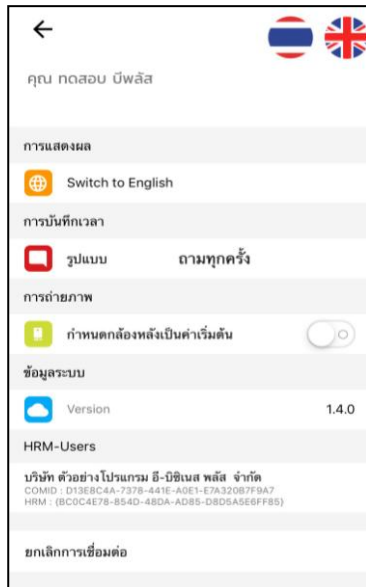 คุณ ทดสอบ บีพลัส
การแสดงผล
Switch to English
การบันทึกเวลา
รูปแบบ ถามทุกครั้ง
การถ่ายภาพ
กำหนดกล้องหลังเป็นค่าเริ่มต้น
ข้อมูลระบบ
Version 1.4.0
HRM-Users
บริษัท ตัวอย่างโปรแกรม อี-บิซิเนส พลัส จำกัด
COMID : D13E8C4A-7378-441E-A0E1-E7A320B7F9A7
HRM : {BC0C4E78-854D-48DA-AD85-D8D5A5E6FF85}
ยกเลิกการเชื่อมต่อ